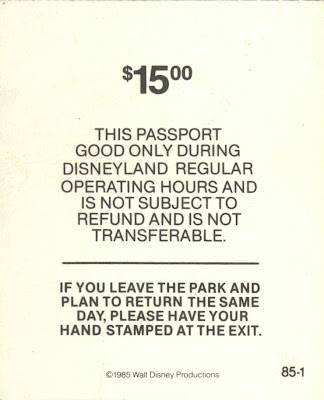 $15.00
THIS PASSPORT
GOOD ONLY DURING
DISNEYLAND REGULAR
OPERATING HOURS AND
IS NOT SUBJECT TO
REFUND AND IS NOT
TRANSFERABLE.
IF YOU LEAVE THE PARK AND
PLAN TO RETURN THE SAME
DAY, PLEASE HAVE YOUR
HAND STAMPED AT THE EXIT.
©1985 Walt Disney Productions
85-1